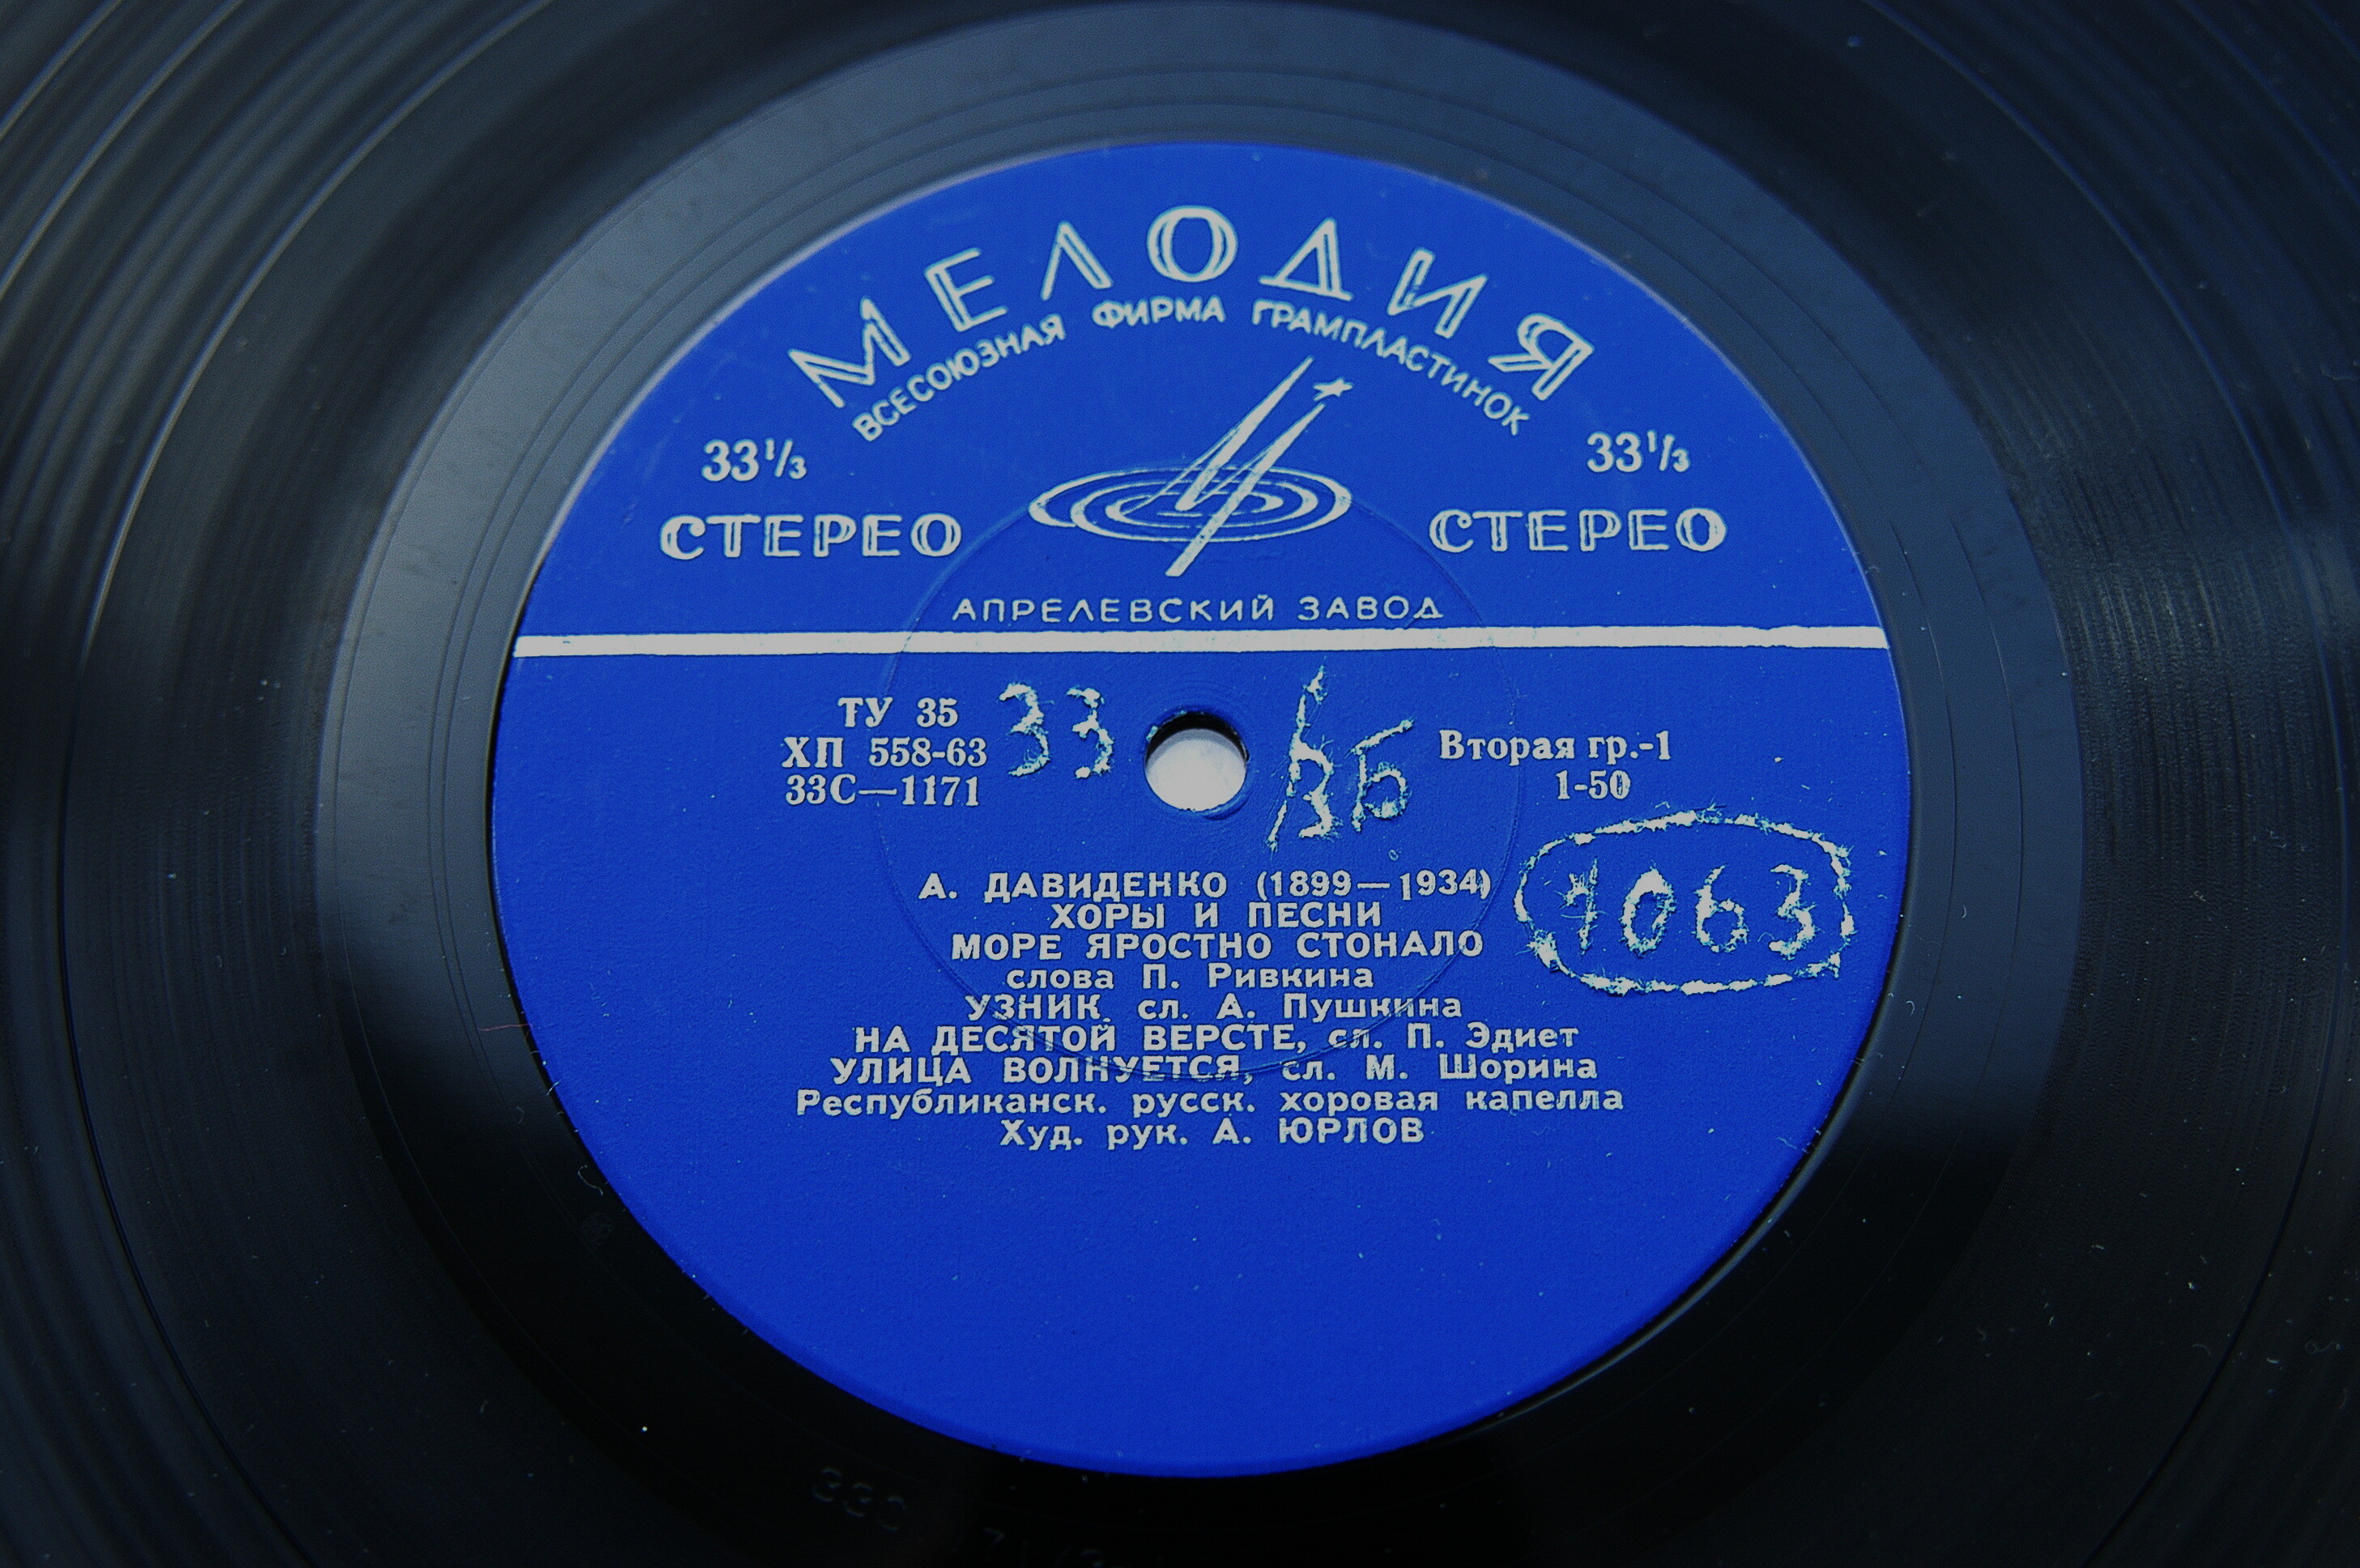 МЕЛОДИЯ
ВСЕСОЮЗНАЯ ФИРМА ГРАМПЛАСТИНОК
33⅓ 33⅓
СТЕРЕО СТЕРЕО
АПРЕЛЕВСКИЙ ЗАВОД
ТУ 35
ХП 558-63
33С—1171
33
Вторая гр.-1
1-50
1063
А. ДАВИДЕНКО (1899—1934)
ХОРЫ И ПЕСНИ
МОРЕ ЯРОСТНО СТОНАЛО
слова П. Ривкина
УЗНИК, сл. А. Пушкина
НА ДЕСЯТОЙ ВЕРСТЕ, сл. П. Эдиет
УЛИЦА ВОЛНУЕТСЯ, сл. М. Шорина
Республиканск. русск. хоровая капелла
Худ. рук. А. ЮРЛОВ